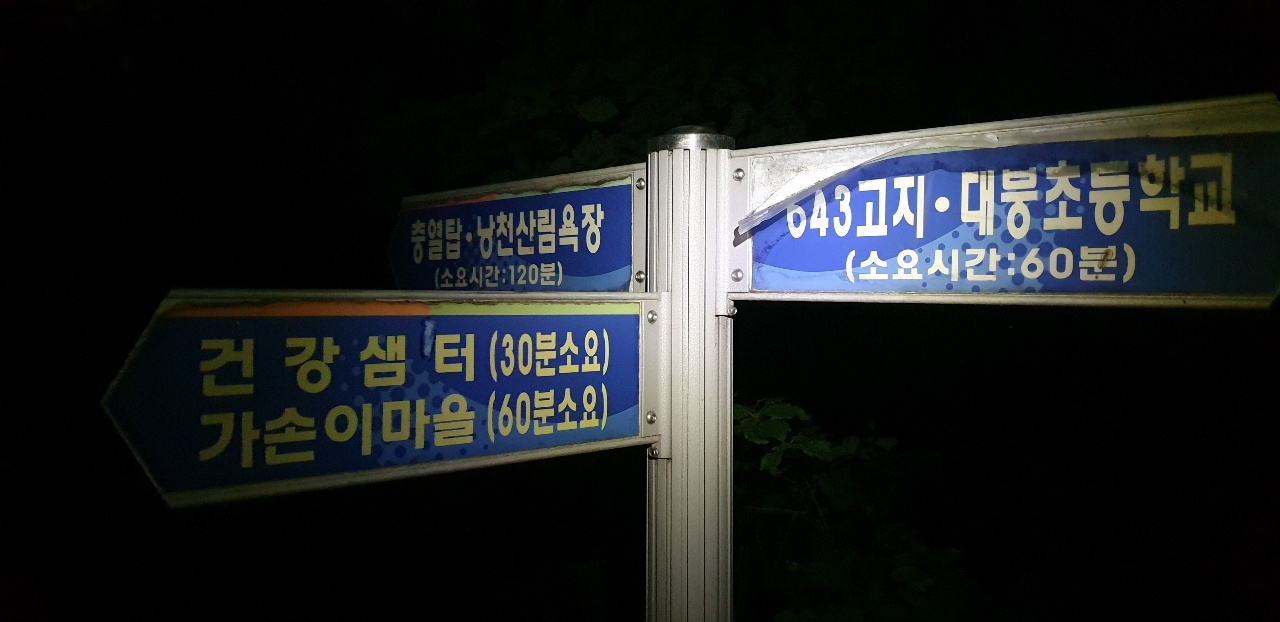 충열탑·낭천산림욕장
(소요시간:120분)
643고지·대붕초등학교
(소요시간:60분)
건강샘터(30분소요)
가손이마을(60분소요)